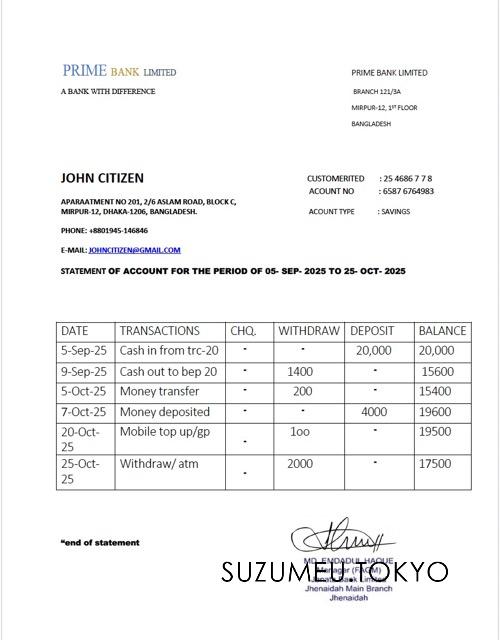 PRIME BANK LIMITED
A BANK WITH DIFFERENCE
PRIME BANK LIMITED
BRANCH 121/3A
MIRPUR-12, 1ST FLOOR
BANGLADESH
JOHN CITIZEN
APARAATMENT NO 201, 2/6 ASLAM ROAD, BLOCK C,
MIRPUR-12, DHAKA-1206, BANGLADESH.
PHONE: +8801945-146846
E-MAIL: JOHNCITIZEN@GMAIL.COM
CUSTOMERITED : 25 4686 7 7 8
ACOUNT NO : 6587 6764983
ACOUNT TYPE : SAVINGS
STATEMENT OF ACCOUNT FOR THE PERIOD OF 05- SEP- 2025 TO 25- OCT- 2025
DATE TRANSACTIONS CHQ. WITHDRAW DEPOSIT BALANCE
5-Sep-25 Cash in from trc-20 - - 20,000 20,000
9-Sep-25 Cash out to bep 20 - 1400 - 15600
5-Oct-25 Money transfer - 200 - 15400
7-Oct-25 Money deposited - - 4000 19600
20-Oct-25 Mobile top up/gp - 1oo - 19500
25-Oct-25 Withdraw/ atm - 2000 - 17500
*end of statement
MD. EMDADUL HAQUE
Manager (FAGM)
Janata Bank Limited
Jhenaidah Main Branch
Jhenaidah
SUZUMEH TOKYO